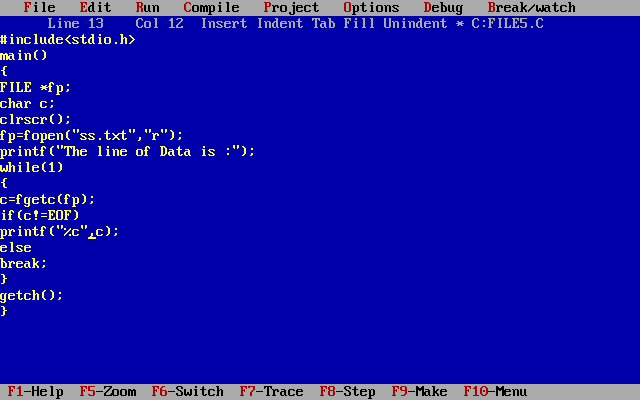 File Edit Run Compile Project Options Debug Break/watch
Line 13 Col 12 Insert Indent Tab Fill Unindent * C:FILE5.C
#include<stdio.h>
main()
{
FILE *fp;
char c;
clrscr();
fp=fopen("ss.txt","r");
printf("The line of Data is :");
while(1)
{
c=fgetc(fp);
if(c!=EOF)
printf("%c",c);
else
break;
}
getch();
}
F1-Help F5-Zoom F6-Switch F7-Trace F8-Step F9-Make F10-Menu